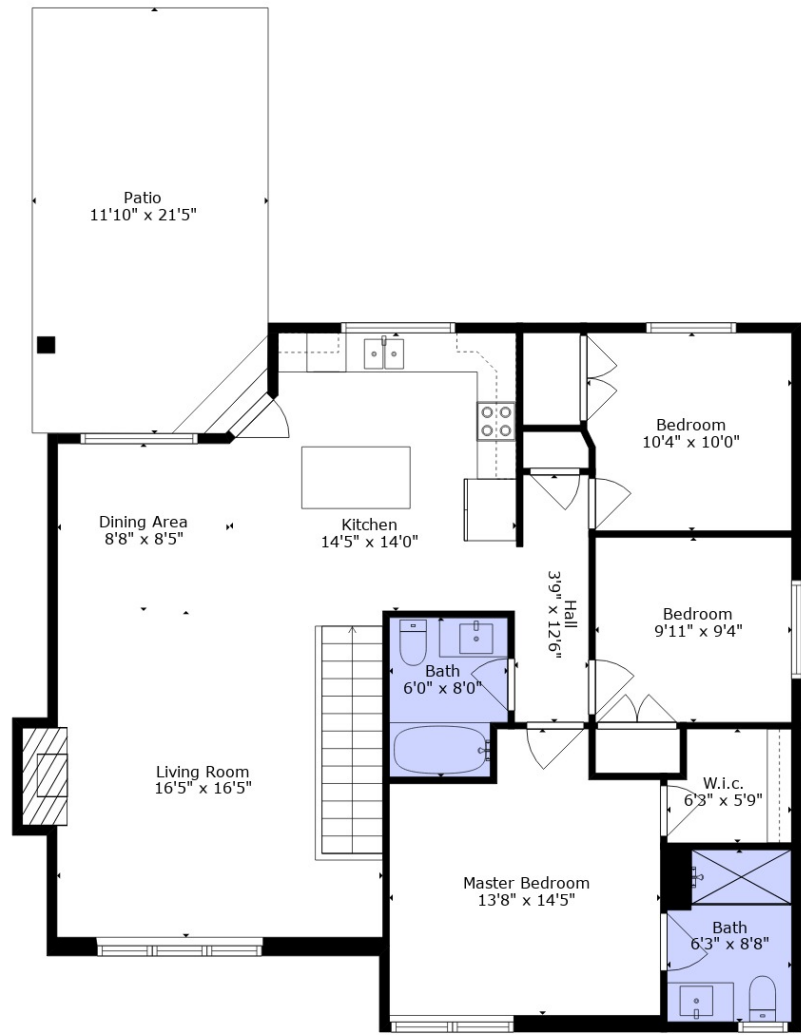 Patio
11'10" x 21'5"
Bedroom
10'4" x 10'0"
Dining Area
8'8" x 8'5"
Kitchen
14'5" x 14'0"
Hall
3'9" x 12'6"
Bedroom
9'11" x 9'4"
Bath
6'0" x 8'0"
Living Room
16'5" x 16'5"
W.i.c.
6'3" x 5'9"
Master Bedroom
13'8" x 14'5"
Bath
6'3" x 8'8"